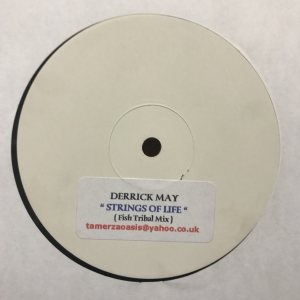 DERRICK MAY
" STRINGS OF LIFE "
( Fish Tribal Mix )
tamerzaoasis@yahoo.co.uk